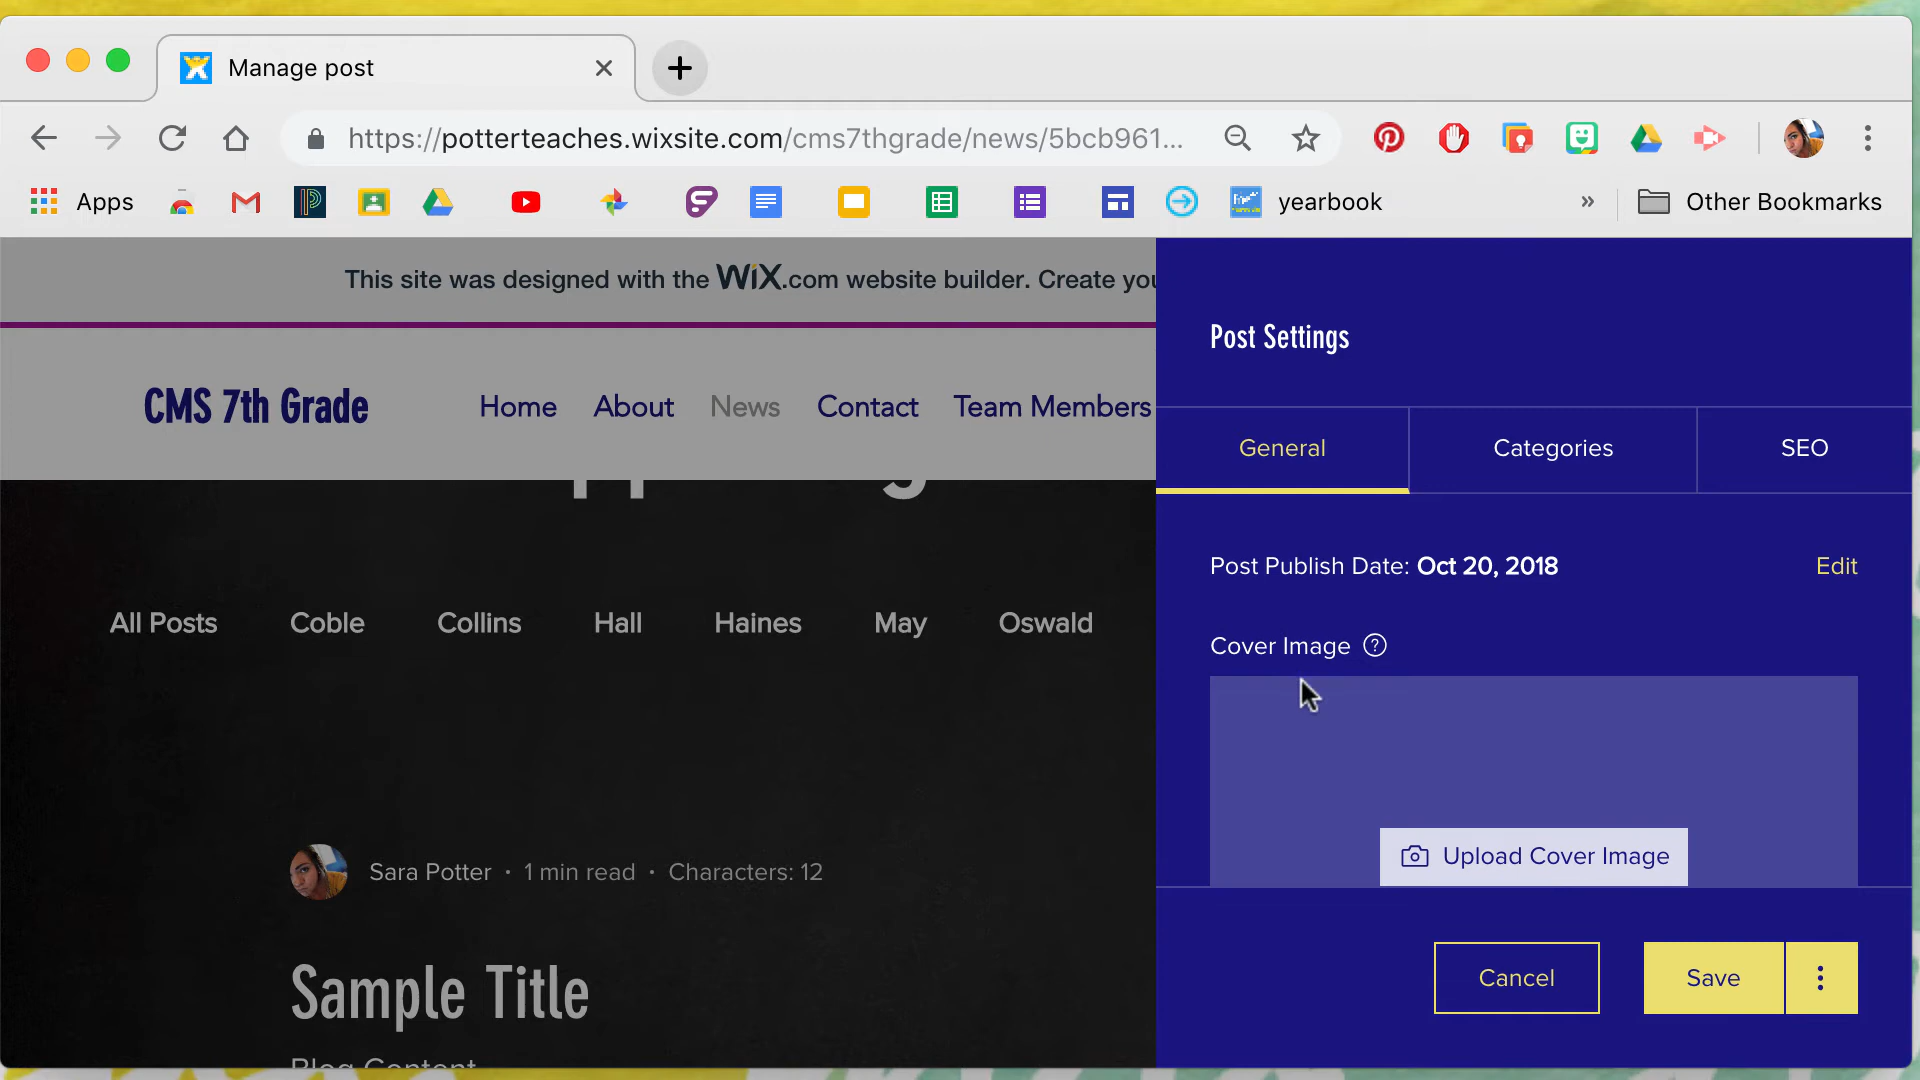 Manage post
https://potterteaches.wixsite.com/cms7thgrade/news/5bcb961...
Apps
yearbook
»
Other Bookmarks
This site was designed with the WiX.com website builder. Create you
CMS 7th Grade
Home About News Contact Team Members
All Posts Coble Collins Hall Haines May Oswald
Sara Potter · 1 min read · Characters: 12
Sample Title
Blog Content
Post Settings
General Categories SEO
Post Publish Date: Oct 20, 2018 Edit
Cover Image ?
Upload Cover Image
Cancel Save